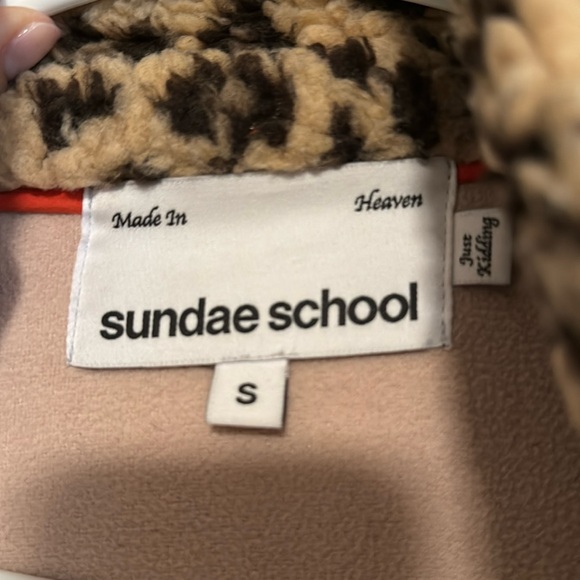 Made In Heaven
Just
Kidding
sundae school
S